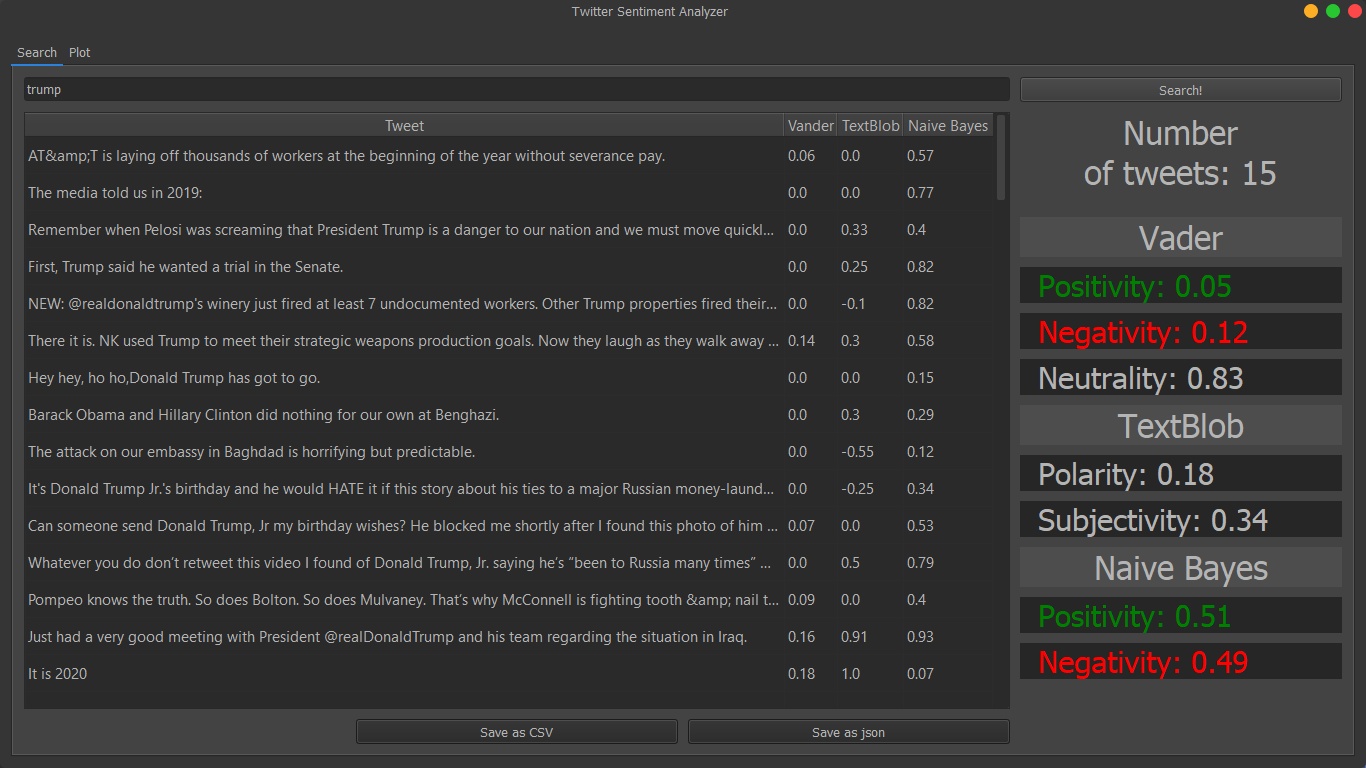 Twitter Sentiment Analyzer
Search Plot
trump Search!
Tweet Vander TextBlob Naive Bayes
AT&amp;T is laying off thousands of workers at the beginning of the year without severance pay. 0.06 0.0 0.57
The media told us in 2019: 0.0 0.0 0.77
Remember when Pelosi was screaming that President Trump is a danger to our nation and we must move quickl... 0.0 0.33 0.4
First, Trump said he wanted a trial in the Senate. 0.0 0.25 0.82
NEW: @realdonaldtrump's winery just fired at least 7 undocumented workers. Other Trump properties fired their... 0.0 -0.1 0.82
There it is. NK used Trump to meet their strategic weapons production goals. Now they laugh as they walk away ... 0.14 0.3 0.58
Hey hey, ho ho,Donald Trump has got to go. 0.0 0.0 0.15
Barack Obama and Hillary Clinton did nothing for our own at Benghazi. 0.0 0.3 0.29
The attack on our embassy in Baghdad is horrifying but predictable. 0.0 -0.55 0.12
It's Donald Trump Jr.'s birthday and he would HATE it if this story about his ties to a major Russian money-laund... 0.0 -0.25 0.34
Can someone send Donald Trump, Jr my birthday wishes? He blocked me shortly after I found this photo of him ... 0.07 0.0 0.53
Whatever you do don’t retweet this video I found of Donald Trump, Jr. saying he’s “been to Russia many times” ... 0.0 0.5 0.79
Pompeo knows the truth. So does Bolton. So does Mulvaney. That’s why McConnell is fighting tooth &amp; nail t... 0.09 0.0 0.4
Just had a very good meeting with President @realDonaldTrump and his team regarding the situation in Iraq. 0.16 0.91 0.93
It is 2020 0.18 1.0 0.07
Number
of tweets: 15
Vader
Positivity: 0.05
Negativity: 0.12
Neutrality: 0.83
TextBlob
Polarity: 0.18
Subjectivity: 0.34
Naive Bayes
Positivity: 0.51
Negativity: 0.49
Save as CSV Save as json